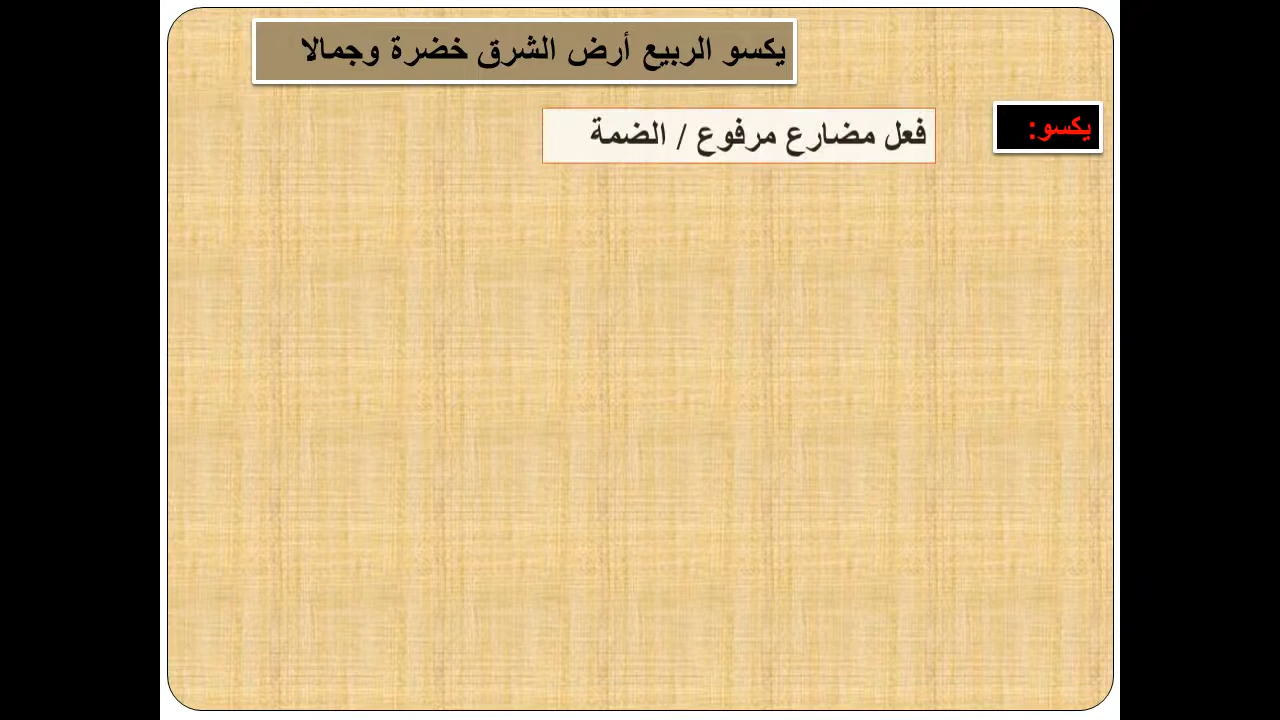 يكسو الربيع أرض الشرق خضرة وجمالا
يكسو:
فعل مضارع مرفوع / الضمة